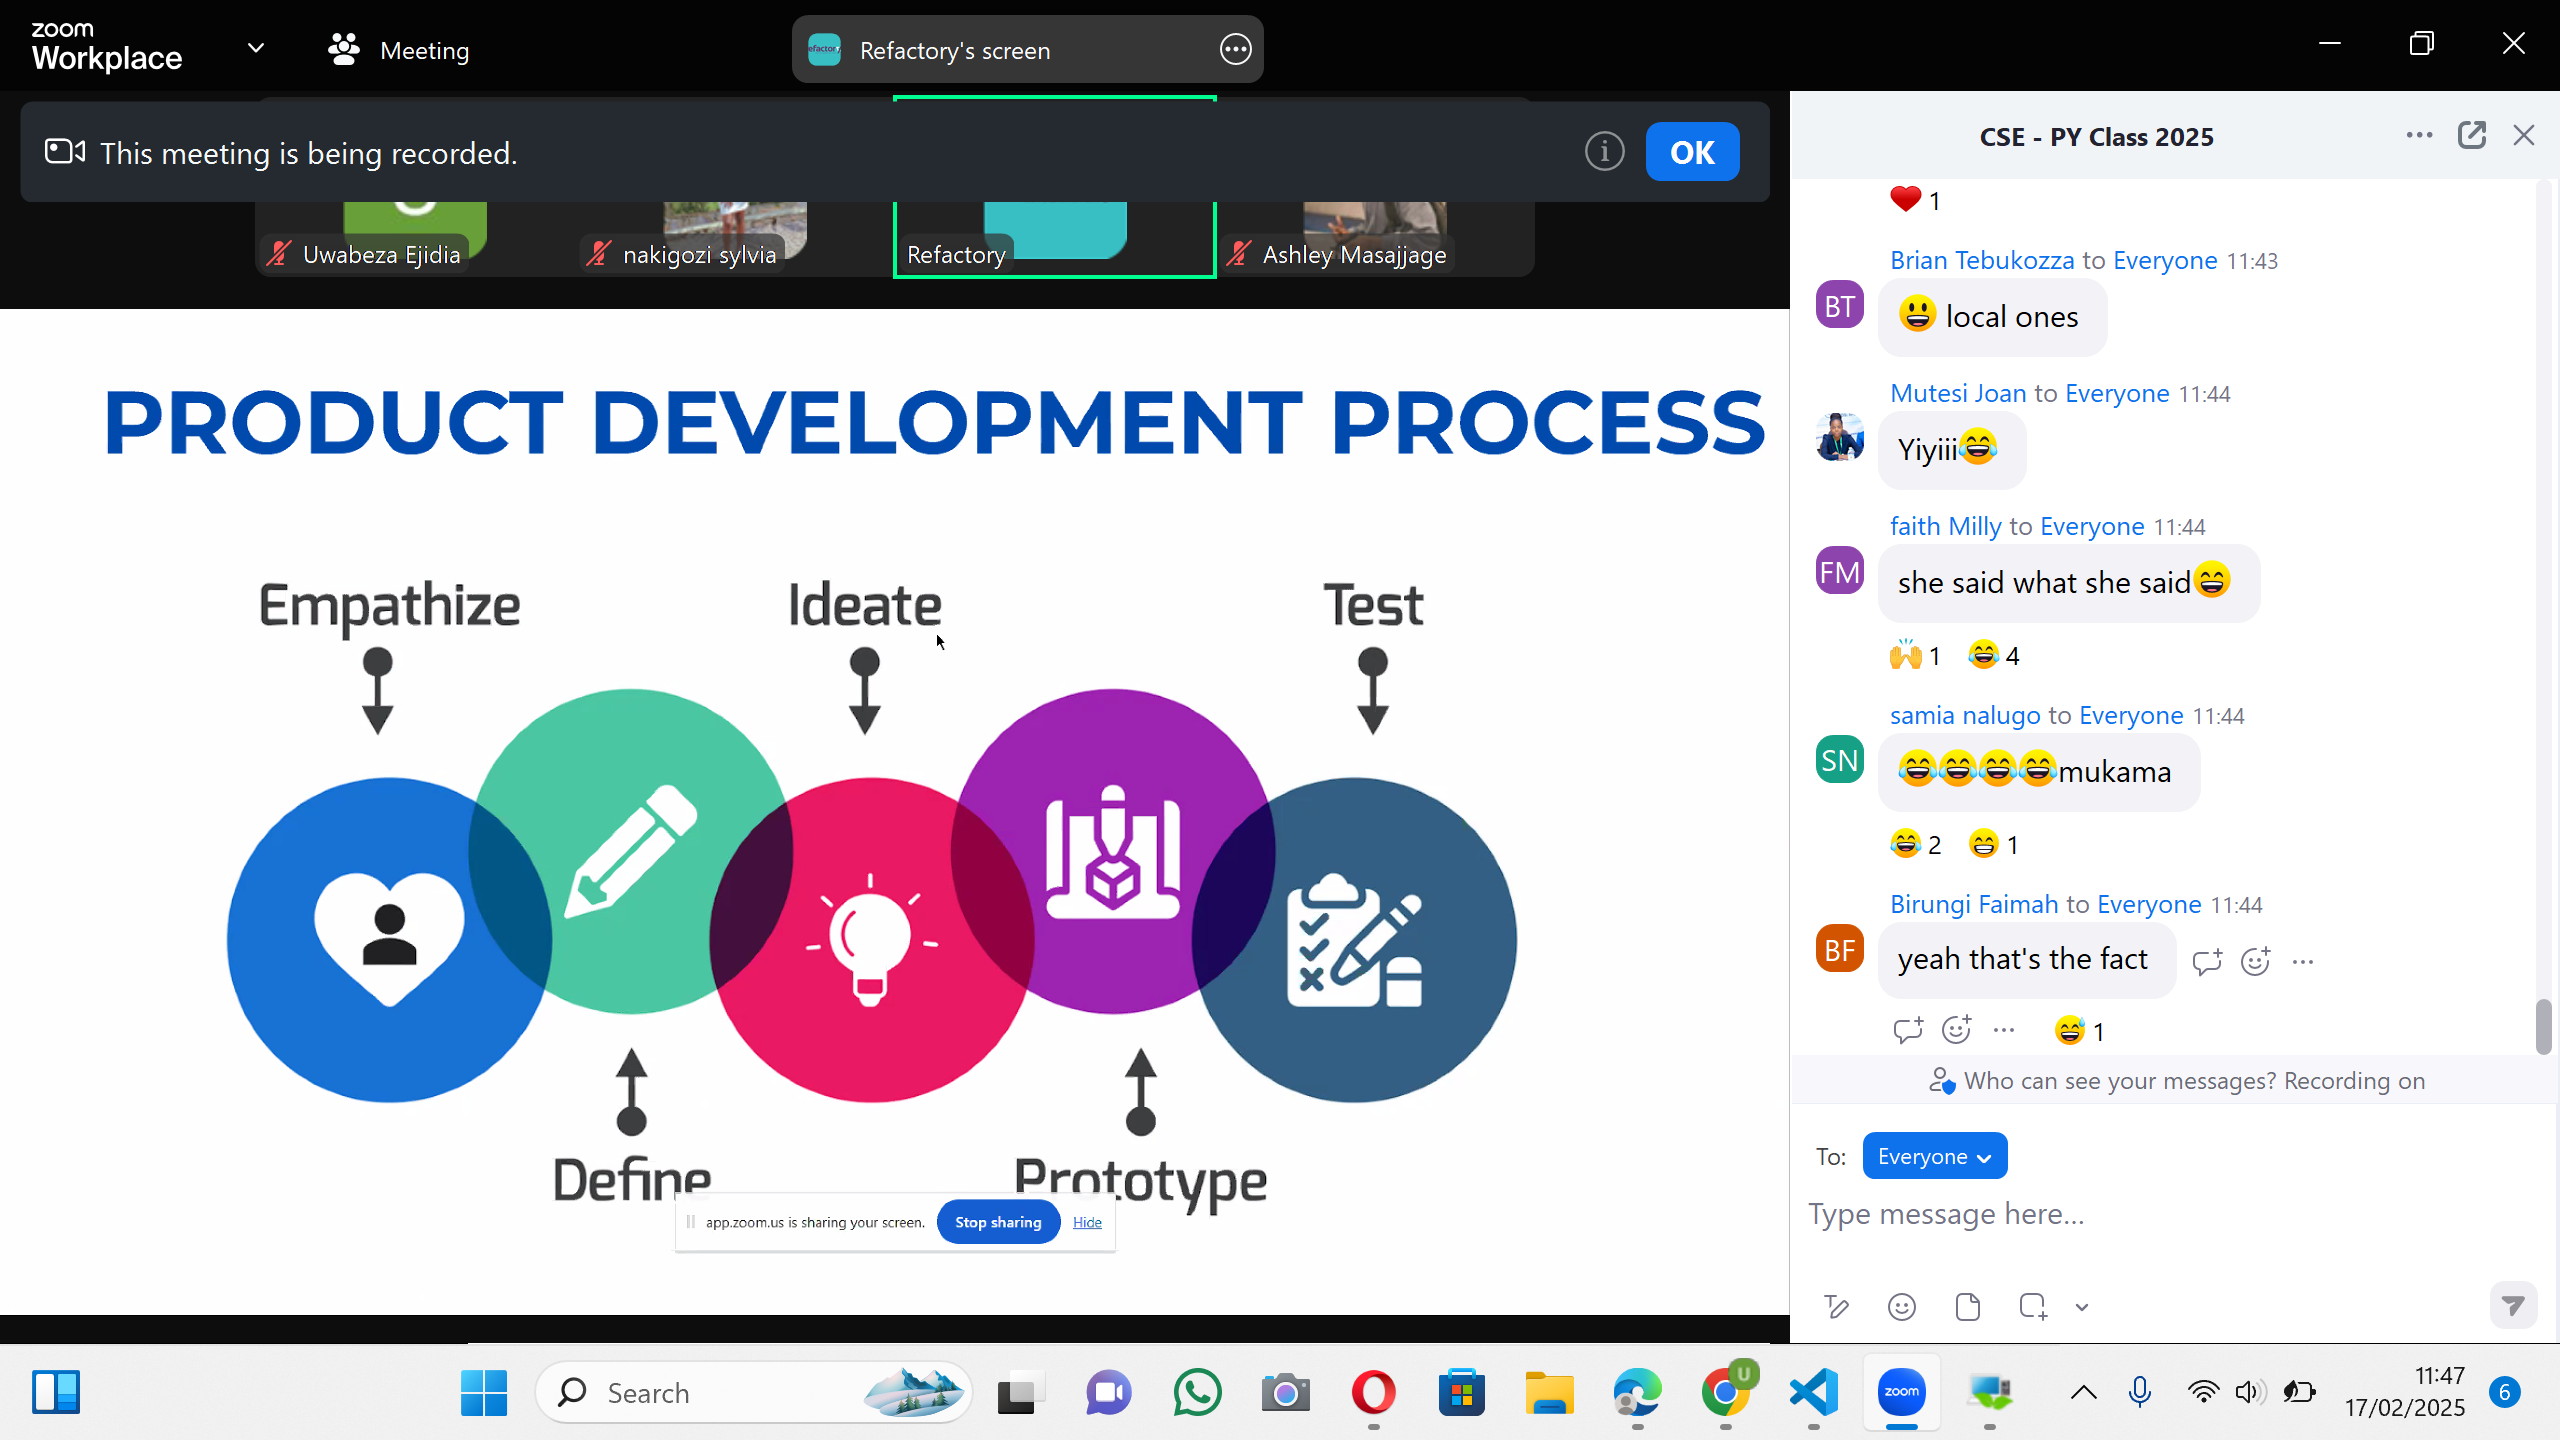 zoom
Workplace
Meeting
Refactory's screen
This meeting is being recorded.
OK
Uwabeza Ejidia
nakigozi sylvia
Refactory
Ashley Masajjage
PRODUCT DEVELOPMENT PROCESS
Empathize
Ideate
Test
Define
Prototype
app.zoom.us is sharing your screen.
Stop sharing
Hide
CSE - PY Class 2025
1
Brian Tebukozza to Everyone 11:43
BT
😃 local ones
Mutesi Joan to Everyone 11:44
Yiyiii😂
faith Milly to Everyone 11:44
FM
she said what she said😄
🙌 1 😂 4
samia nalugo to Everyone 11:44
SN
😂😂😂😂mukama
😂 2 😁 1
Birungi Faimah to Everyone 11:44
BF
yeah that's the fact
😅 1
Who can see your messages? Recording on
To: Everyone
Type message here...
Search
U
zoom
11:47
17/02/2025
6